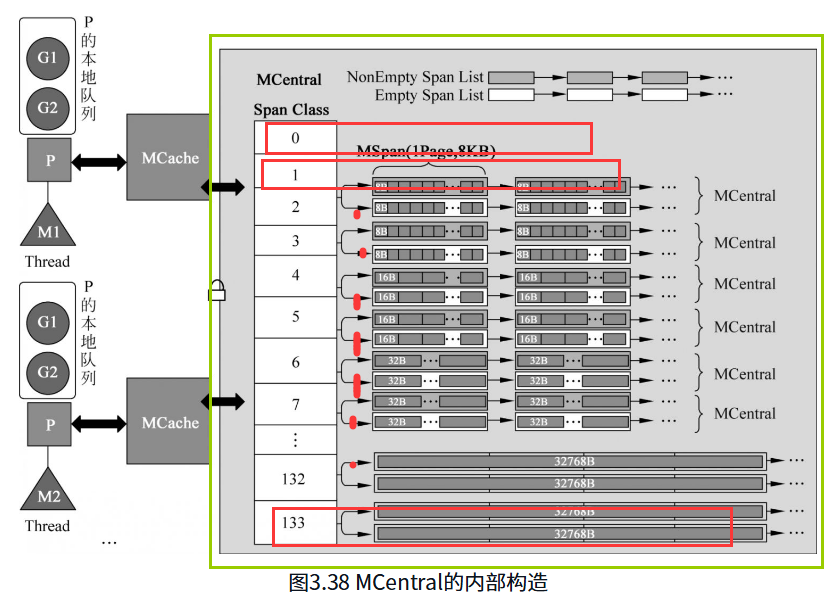 G1
G2
P的本地队列
P
M1
Thread
MCache
G1
G2
P的本地队列
P
M2
Thread
MCache
…
MCentral
NonEmpty Span List
…
Empty Span List
…
Span Class
0
MSpan(1Page,8KB)
1
8B … 8B … …
2
8B … 8B … …
MCentral
3
8B … 8B … …
8B … 8B … …
MCentral
4
16B … 16B … …
16B … 16B … …
MCentral
5
16B … 16B … …
16B … 16B … …
MCentral
6
32B … 32B … …
32B … 32B … …
MCentral
7
32B … 32B … …
32B … 32B … …
MCentral
⋮
132
32768B …
32768B …
133
32768B …
32768B …
图3.38 MCentral的内部构造